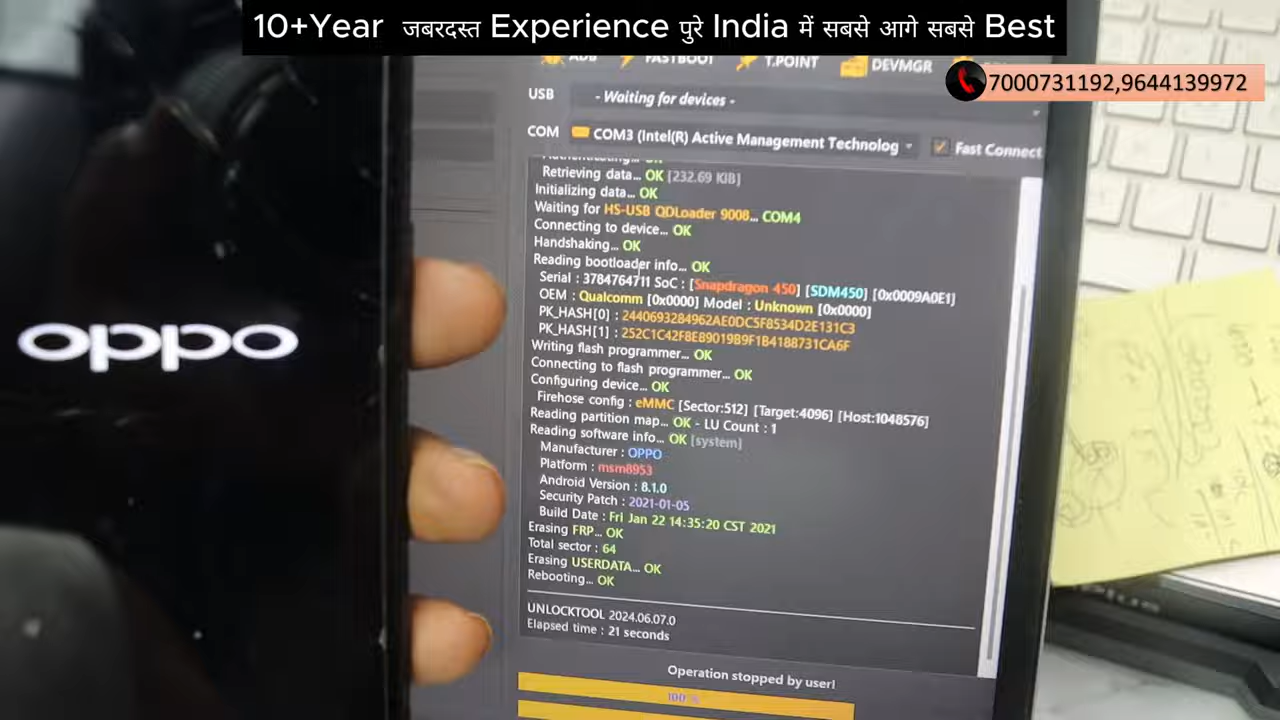 10+Year जबरदस्त Experience पुरे India में सबसे आगे सबसे Best
ADB FASTBOOT T.POINT DEVMGR
7000731192,9644139972
USB - Waiting for devices -
COM COM3 (Intel(R) Active Management Technolog Fast Connect
Authenticating... OK
Retrieving data... OK [232.69 KiB]
Initializing data... OK
Waiting for HS-USB QDLoader 9008... COM4
Connecting to device... OK
Handshaking... OK
Reading bootloader info... OK
Serial : 3784764711 SoC : [Snapdragon 450] [SDM450] [0x0009A0E1]
OEM : Qualcomm [0x0000] Model : Unknown [0x0000]
PK_HASH[0] : 2440693284962AE0DC5F8534D2E131C3
PK_HASH[1] : 252C1C42F8E8901989F1B4188731CA6F
Writing flash programmer... OK
Connecting to flash programmer... OK
Configuring device... OK
Firehose config : eMMC [Sector:512] [Target:4096] [Host:1048576]
Reading partition map... OK - LU Count : 1
Reading software info... OK [system]
Manufacturer : OPPO
Platform : msm8953
Android Version : 8.1.0
Security Patch : 2021-01-05
Build Date : Fri Jan 22 14:35:20 CST 2021
Erasing FRP... OK
Total sector : 64
Erasing USERDATA... OK
Rebooting... OK
UNLOCKTOOL 2024.06.07.0
Elapsed time : 21 seconds
Operation stopped by user!
100 %
oppo